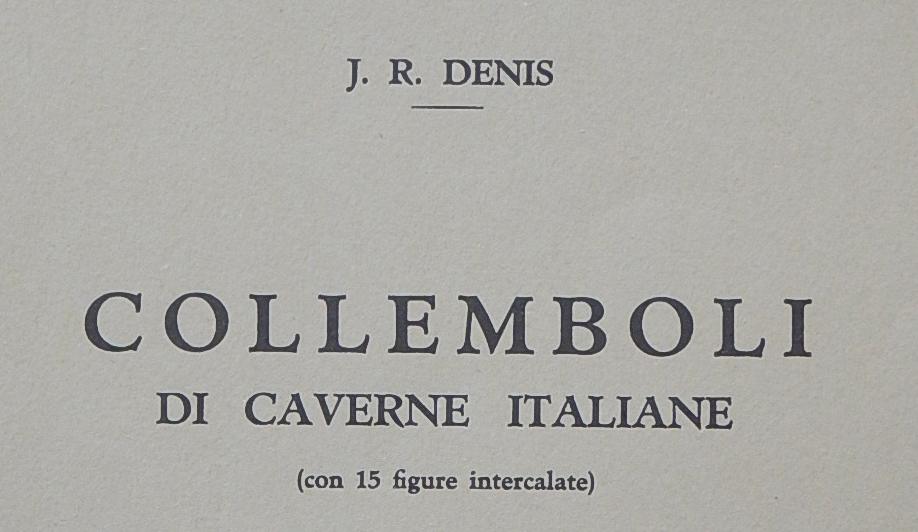 J. R. DENIS
COLLEMBOLI
DI CAVERNE ITALIANE
(con 15 figure intercalate)